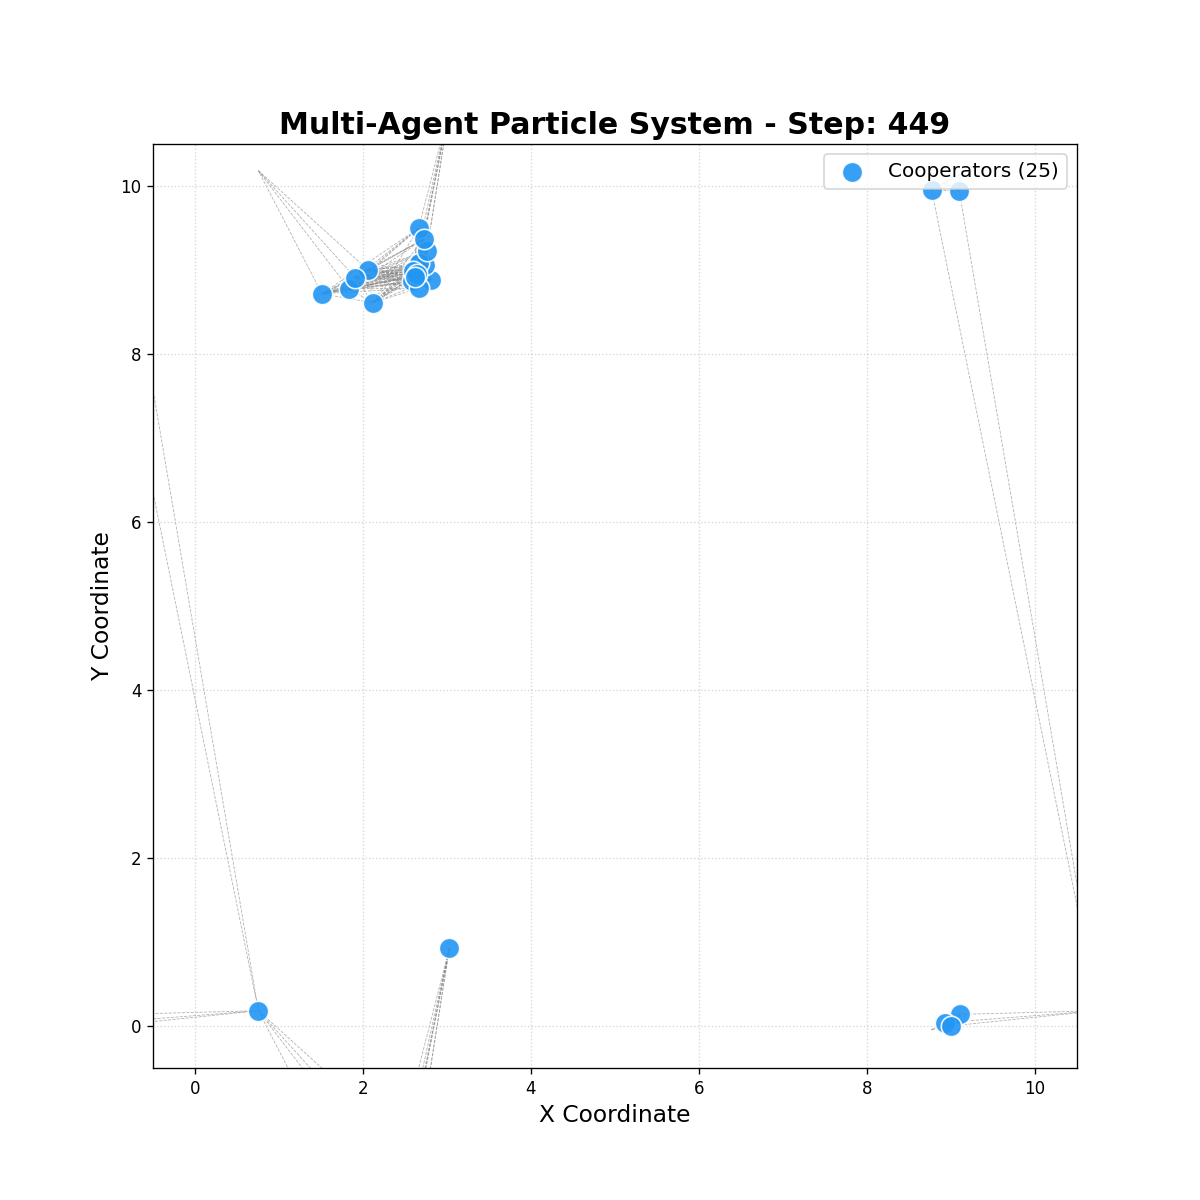 Multi-Agent Particle System - Step: 449
Cooperators (25)
10
8
6
4
2
0
Y Coordinate
0 2 4 6 8 10
X Coordinate